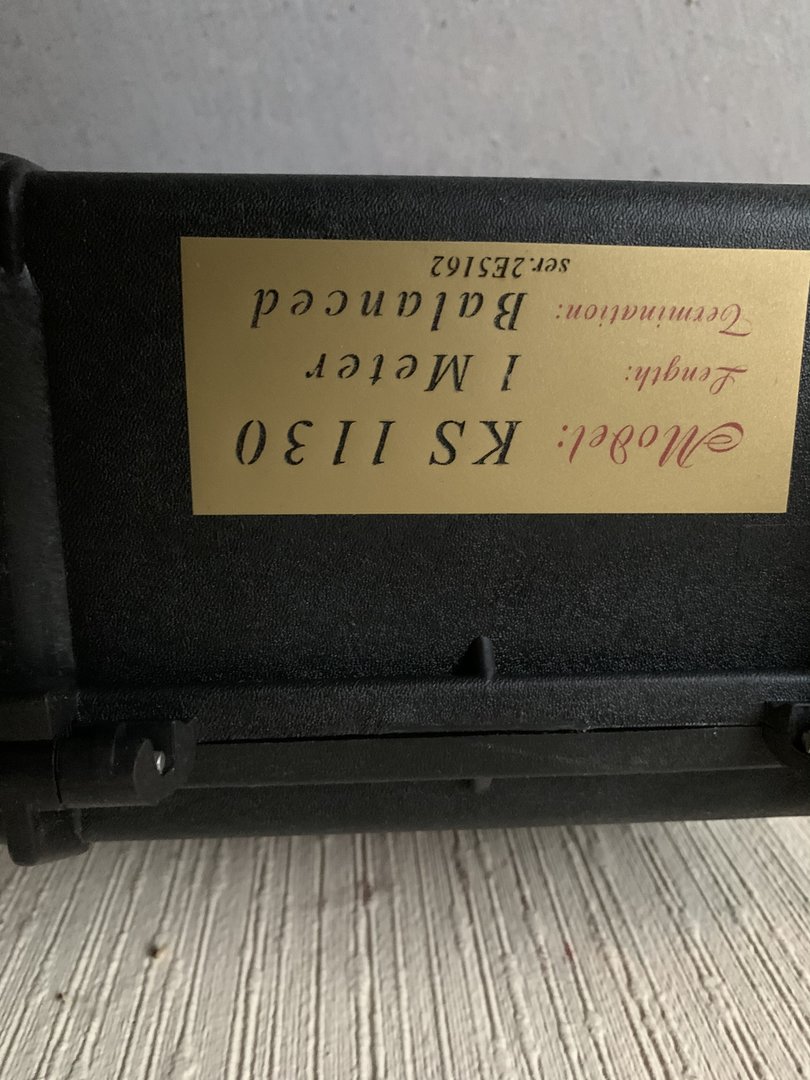 Model: KS 1130
Length: 1 Meter
Termination: Balanced
ser.2E5162